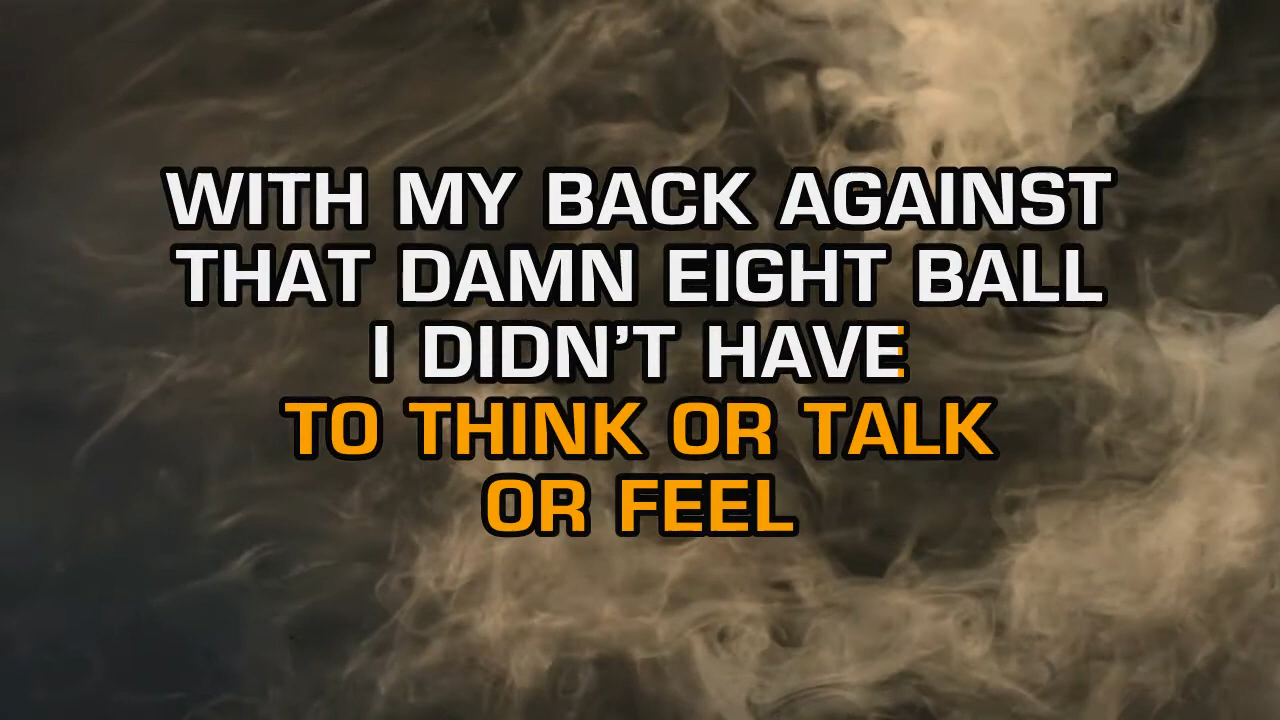 WITH MY BACK AGAINST
THAT DAMN EIGHT BALL
I DIDN’T HAVE
TO THINK OR TALK
OR FEEL